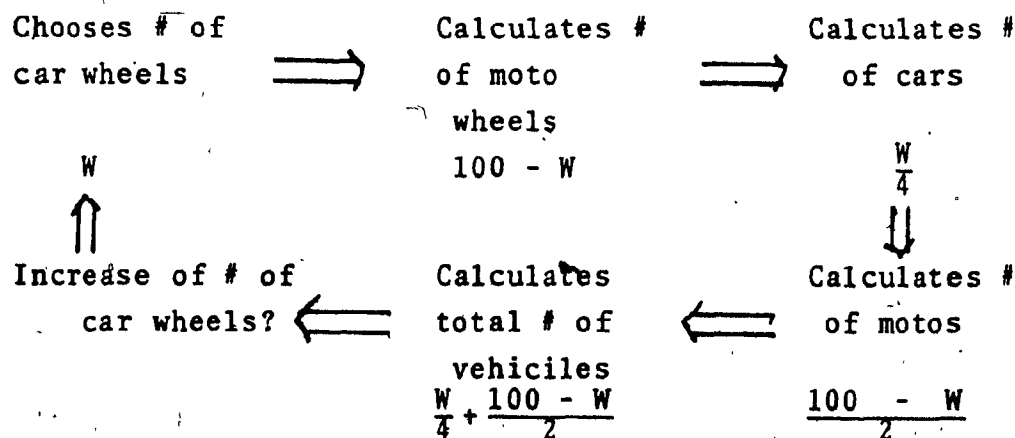 Chooses # of
car wheels
W
Calculates #
of moto
wheels
100 - W
Calculates #
of cars
W/4
Calculates #
of motos
100 - W
2
Calculates
total # of
vehiciles
W/4 + (100 - W)/2
Increase of # of
car wheels?